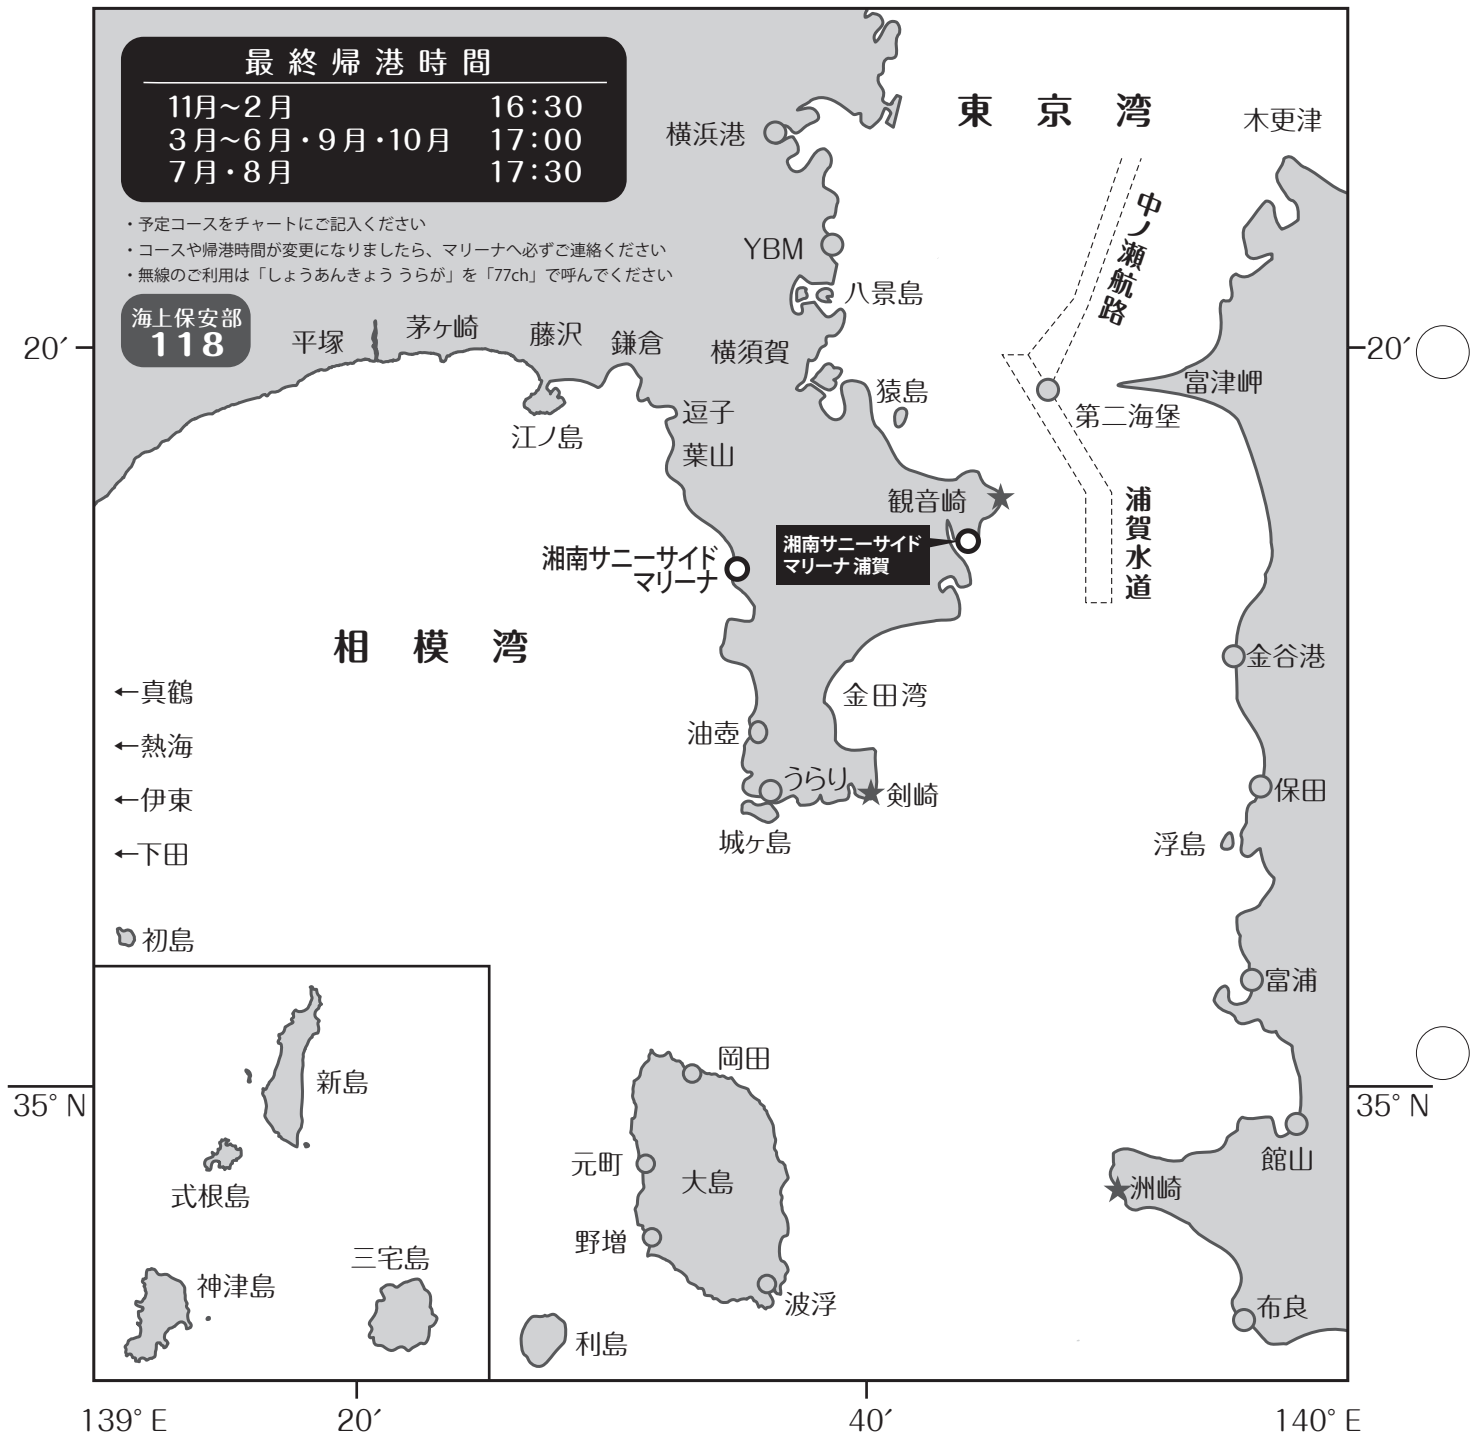 最終帰港時間
11月～2月 16：30
3月～6月・9月・10月 17：00
7月・8月 17：30
・予定コースをチャートにご記入ください
・コースや帰港時間が変更になりましたら、マリーナへ必ずご連絡ください
・無線のご利用は「しょうあんきょう うらが」を「77ch」で呼んでください
海上保安部
118
東京湾
木更津
横浜港
中ノ瀬航路
YBM
八景島
20′
平塚
茅ヶ崎
藤沢
鎌倉
横須賀
20′
富津岬
猿島
第二海堡
逗子
江ノ島
葉山
観音崎
浦賀水道
湘南サニーサイド
マリーナ
湘南サニーサイド
マリーナ 浦賀
相模湾
金谷港
←真鶴
金田湾
油壺
←熱海
うらり
剣崎
←伊東
保田
城ヶ島
浮島
←下田
初島
富浦
岡田
新島
35° N
35° N
元町
大島
館山
式根島
洲崎
野増
三宅島
神津島
波浮
布良
利島
139° E
20′
40′
140° E